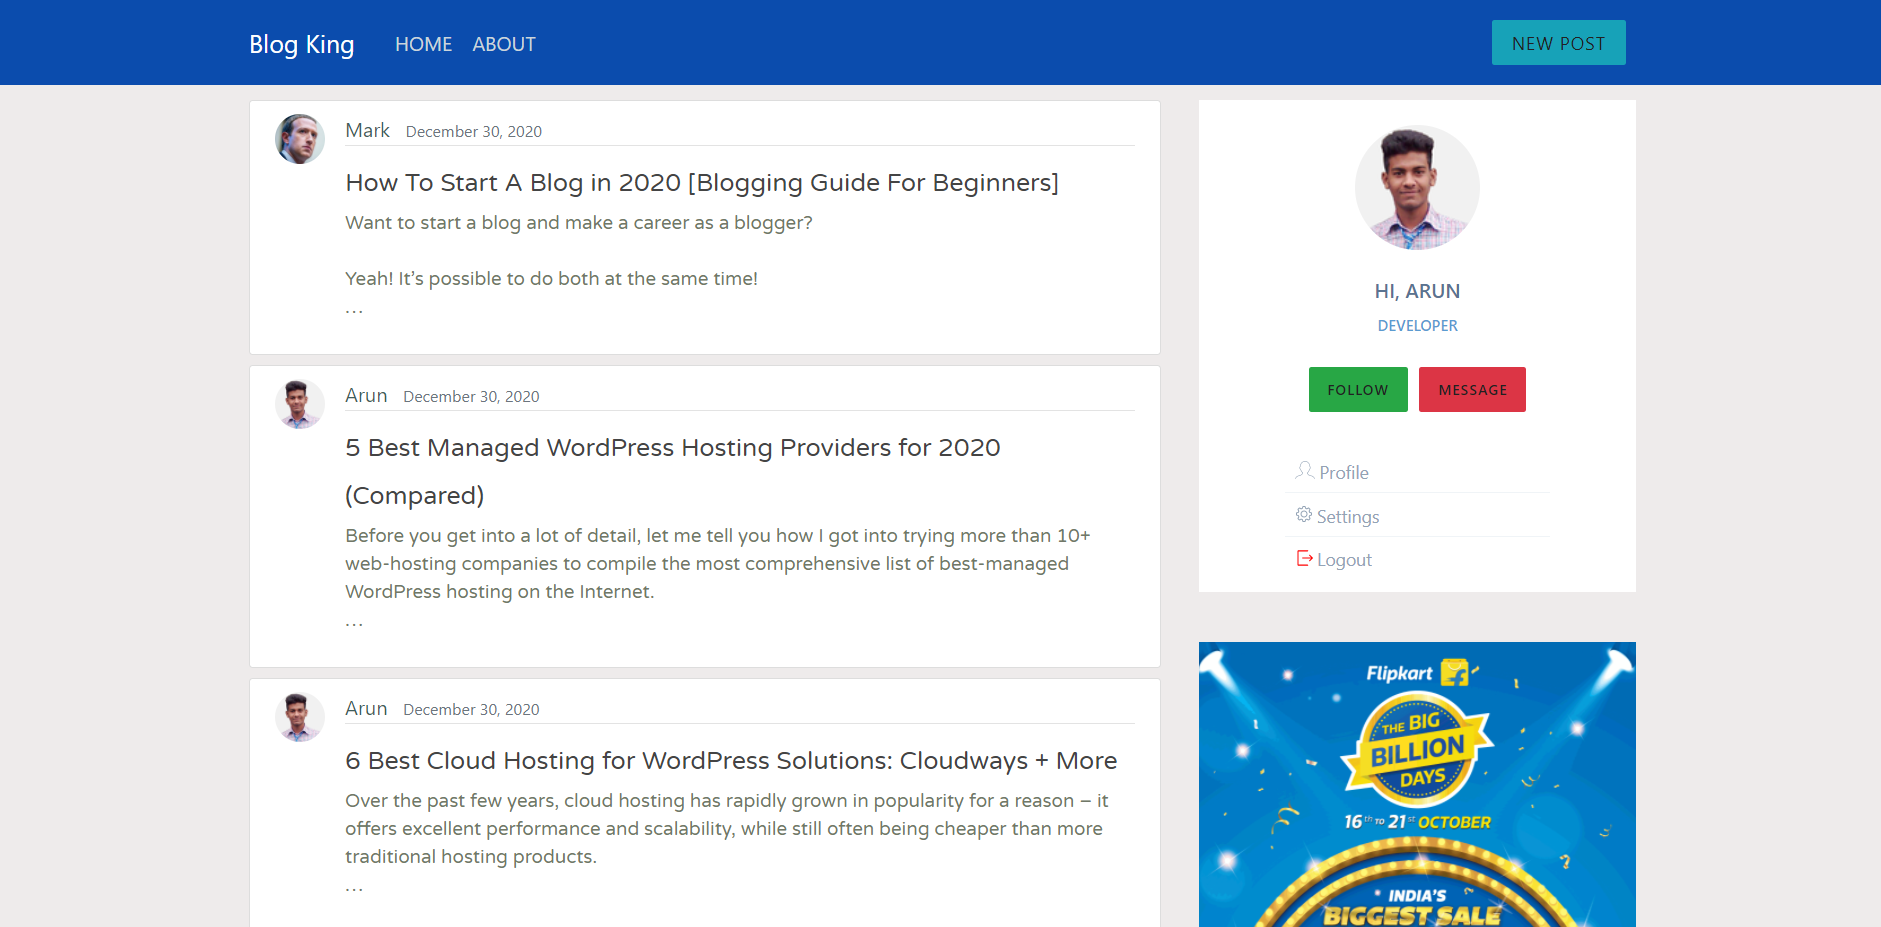 Blog King
HOME
ABOUT
NEW POST
Mark December 30, 2020
How To Start A Blog in 2020 [Blogging Guide For Beginners]
Want to start a blog and make a career as a blogger?
Yeah! It’s possible to do both at the same time!
...
Arun December 30, 2020
5 Best Managed WordPress Hosting Providers for 2020
(Compared)
Before you get into a lot of detail, let me tell you how I got into trying more than 10+
web-hosting companies to compile the most comprehensive list of best-managed
WordPress hosting on the Internet.
...
Arun December 30, 2020
6 Best Cloud Hosting for WordPress Solutions: Cloudways + More
Over the past few years, cloud hosting has rapidly grown in popularity for a reason – it
offers excellent performance and scalability, while still often being cheaper than more
traditional hosting products.
...
HI, ARUN
DEVELOPER
FOLLOW
MESSAGE
Profile
Settings
Logout
Flipkart
THE BIG
BILLION
DAYS
16th TO 21st OCTOBER
INDIA'S
BIGGEST SALE